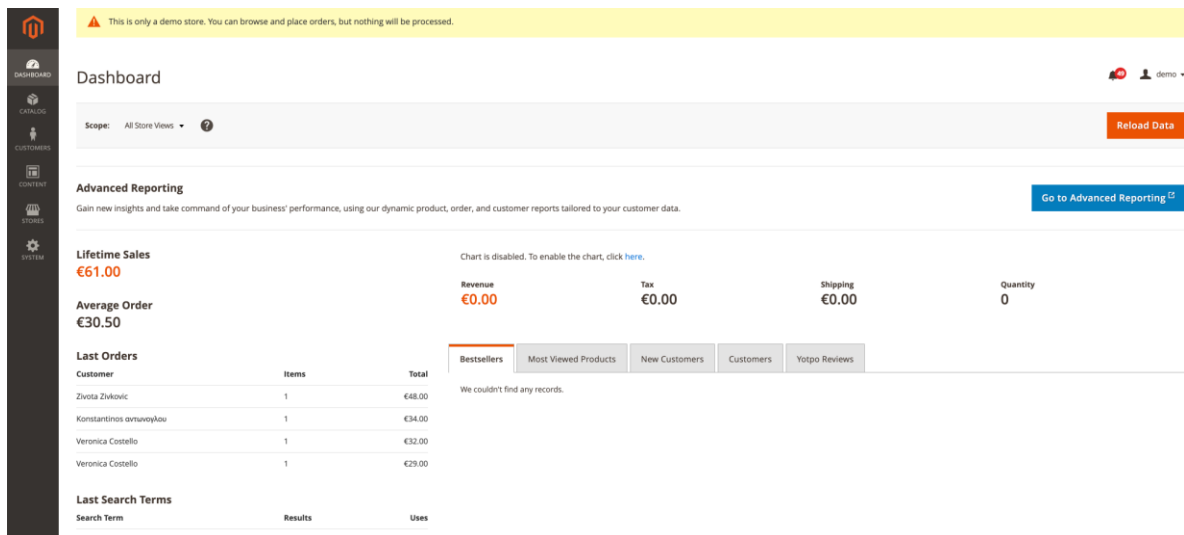 This is only a demo store. You can browse and place orders, but nothing will be processed.
DASHBOARD
CATALOG
CUSTOMERS
CONTENT
STORES
SYSTEM
Dashboard
49
demo
Scope: All Store Views ?
Reload Data
Advanced Reporting
Gain new insights and take command of your business' performance, using our dynamic product, order, and customer reports tailored to your customer data.
Go to Advanced Reporting
Lifetime Sales
€61.00
Average Order
€30.50
Last Orders
Customer Items Total
Zivota Zivkovic 1 €48.00
Konstantinos αντωνογλου 1 €34.00
Veronica Costello 1 €32.00
Veronica Costello 1 €29.00
Last Search Terms
Search Term Results Uses
Chart is disabled. To enable the chart, click here.
Revenue Tax Shipping Quantity
€0.00 €0.00 €0.00 0
Bestsellers Most Viewed Products New Customers Customers Yotpo Reviews
We couldn't find any records.